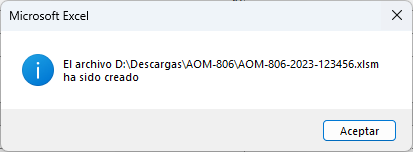 Microsoft Excel
El archivo D:\Descargas\AOM-806\AOM-806-2023-123456.xlsm
ha sido creado
Aceptar